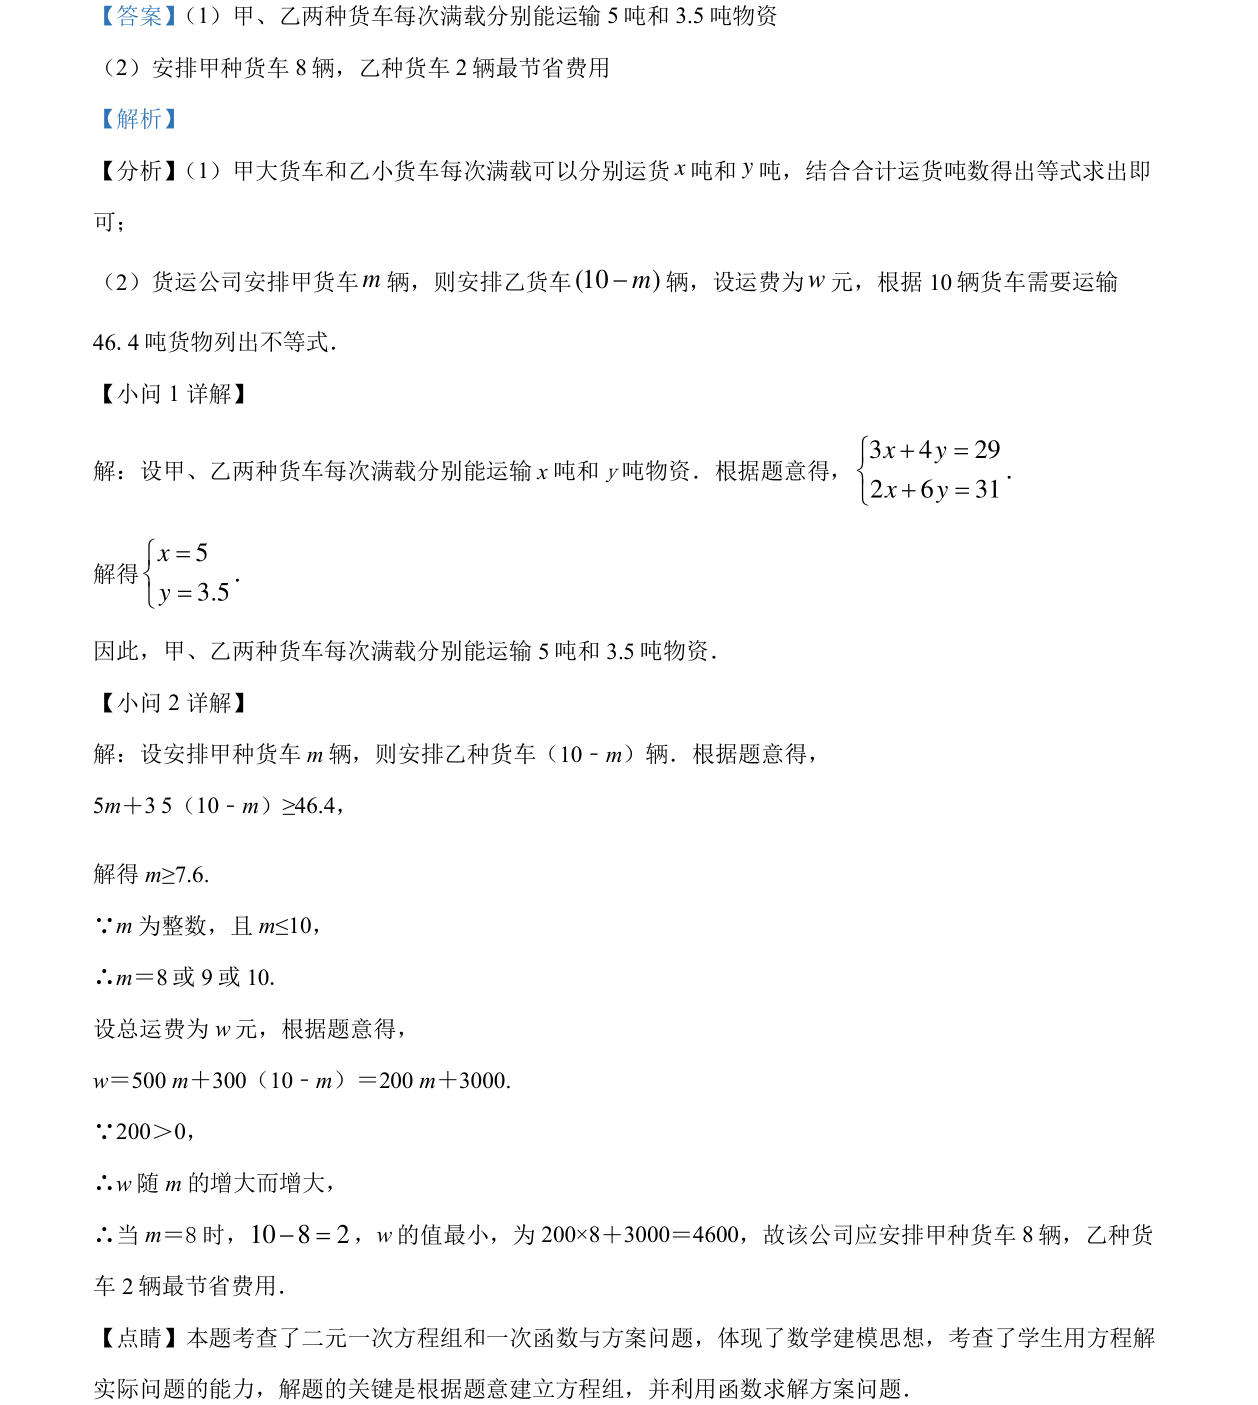 【答案】（1）甲、乙两种货车每次满载分别能运输 5 吨和 3.5 吨物资
（2）安排甲种货车 8 辆，乙种货车 2 辆最节省费用
【解析】
【分析】（1）甲大货车和乙小货车每次满载可以分别运货 x 吨和 y 吨，结合合计运货吨数得出等式求出即
可；
（2）货运公司安排甲货车 m 辆，则安排乙货车 (10－m) 辆，设运费为 w 元，根据 10 辆货车需要运输
46. 4 吨货物列出不等式．
【小问 1 详解】
解：设甲、乙两种货车每次满载分别能运输 x 吨和 y 吨物资．根据题意得，{3x+4y=29
2x+6y=31．
解得{x=5
y=3.5．
因此，甲、乙两种货车每次满载分别能运输 5 吨和 3.5 吨物资．
【小问 2 详解】
解：设安排甲种货车 m 辆，则安排乙种货车（10﹣m）辆．根据题意得，
5m＋3 5（10﹣m）≥46.4，
解得 m≥7.6.
∵m 为整数，且 m≤10，
∴m＝8 或 9 或 10.
设总运费为 w 元，根据题意得，
w＝500 m＋300（10﹣m）＝200 m＋3000.
∵200＞0，
∴w 随 m 的增大而增大，
∴当 m＝8 时，10－8＝2，w 的值最小，为 200×8＋3000＝4600，故该公司应安排甲种货车 8 辆，乙种货
车 2 辆最节省费用．
【点睛】本题考查了二元一次方程组和一次函数与方案问题，体现了数学建模思想，考查了学生用方程解
实际问题的能力，解题的关键是根据题意建立方程组，并利用函数求解方案问题．